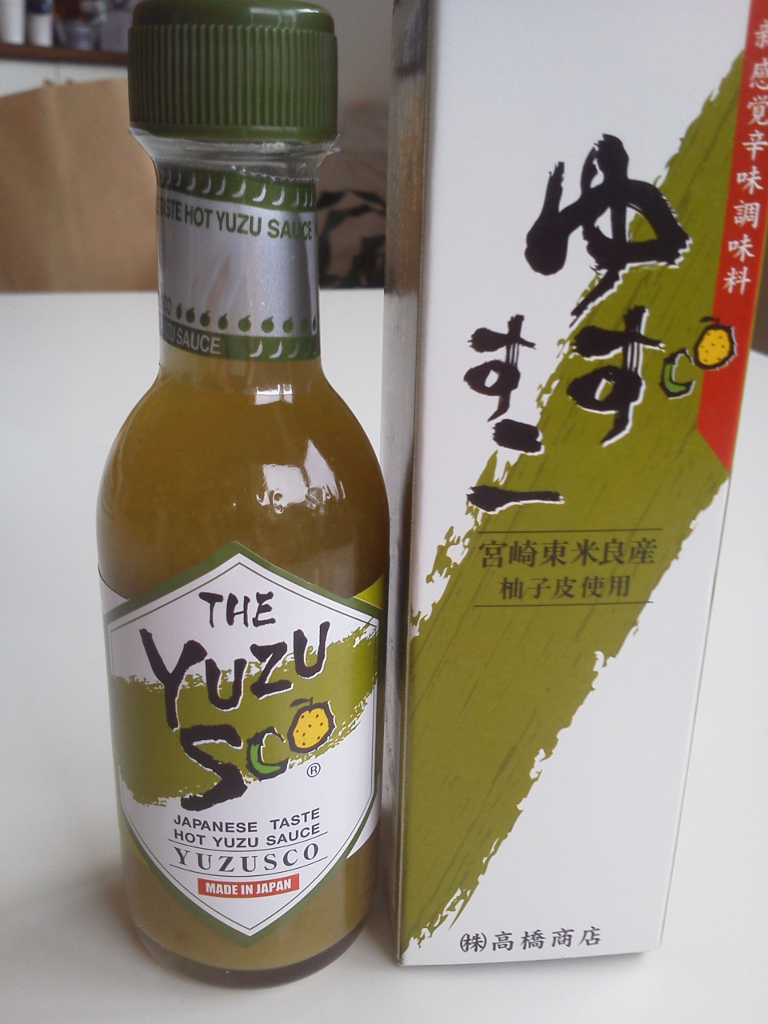 TASTE HOT YUZU SAUCE
YUZU SAUCE
THE
YUZU
SCO
®
JAPANESE TASTE
HOT YUZU SAUCE
YUZUSCO
MADE IN JAPAN
新感覚辛味調味料
ゆず
すこ
宮崎東米良産
柚子皮使用
㈱高橋商店